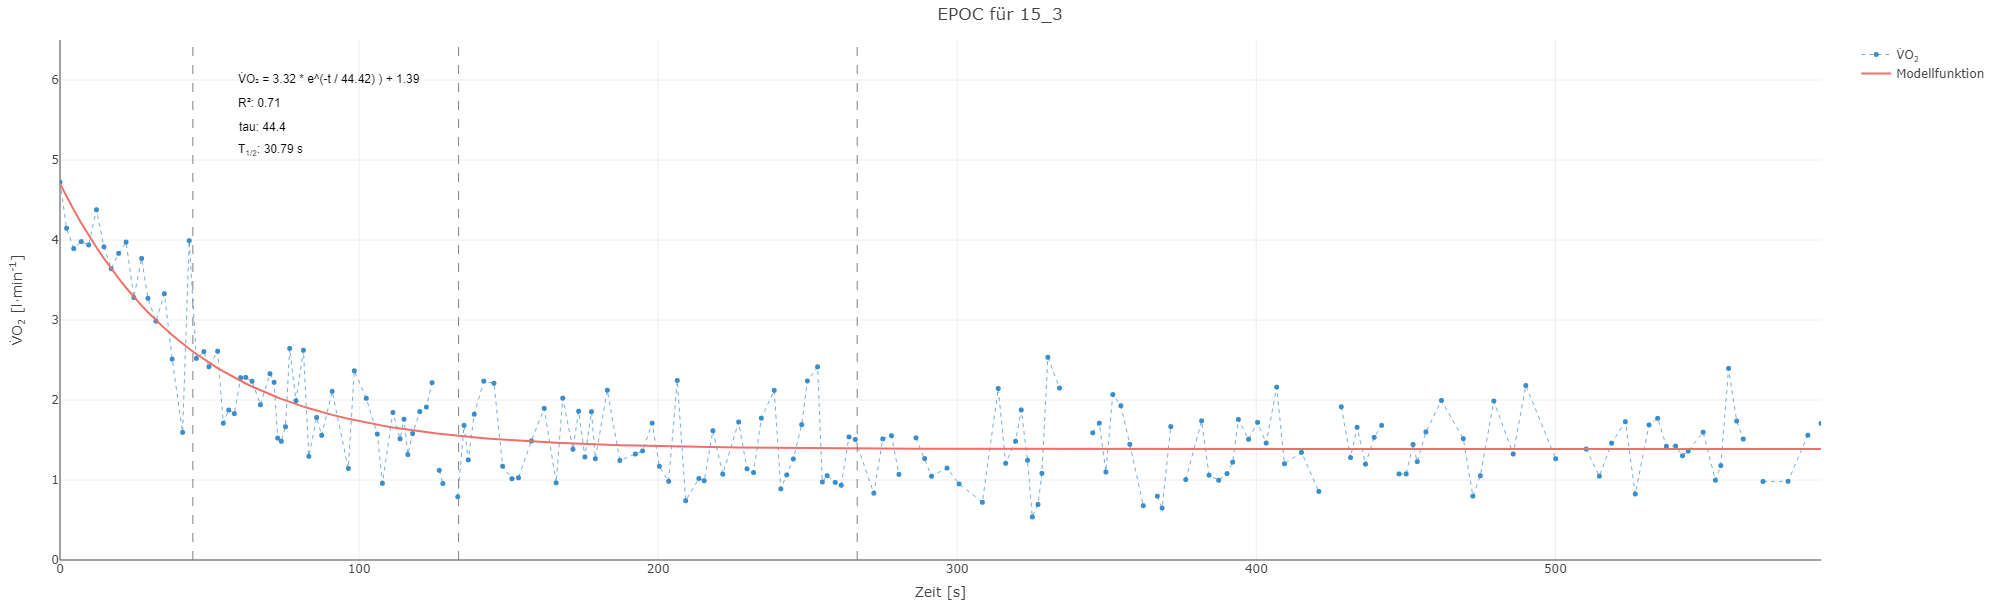 EPOC für 15_3
V̇O₂ = 3.32 * e^(-t / 44.42) ) + 1.39
R²: 0.71
tau: 44.4
T₁/₂: 30.79 s
V̇O₂
Modellfunktion
V̇O₂ [l·min⁻¹]
6
5
4
3
2
1
0
0 100 200 300 400 500
Zeit [s]